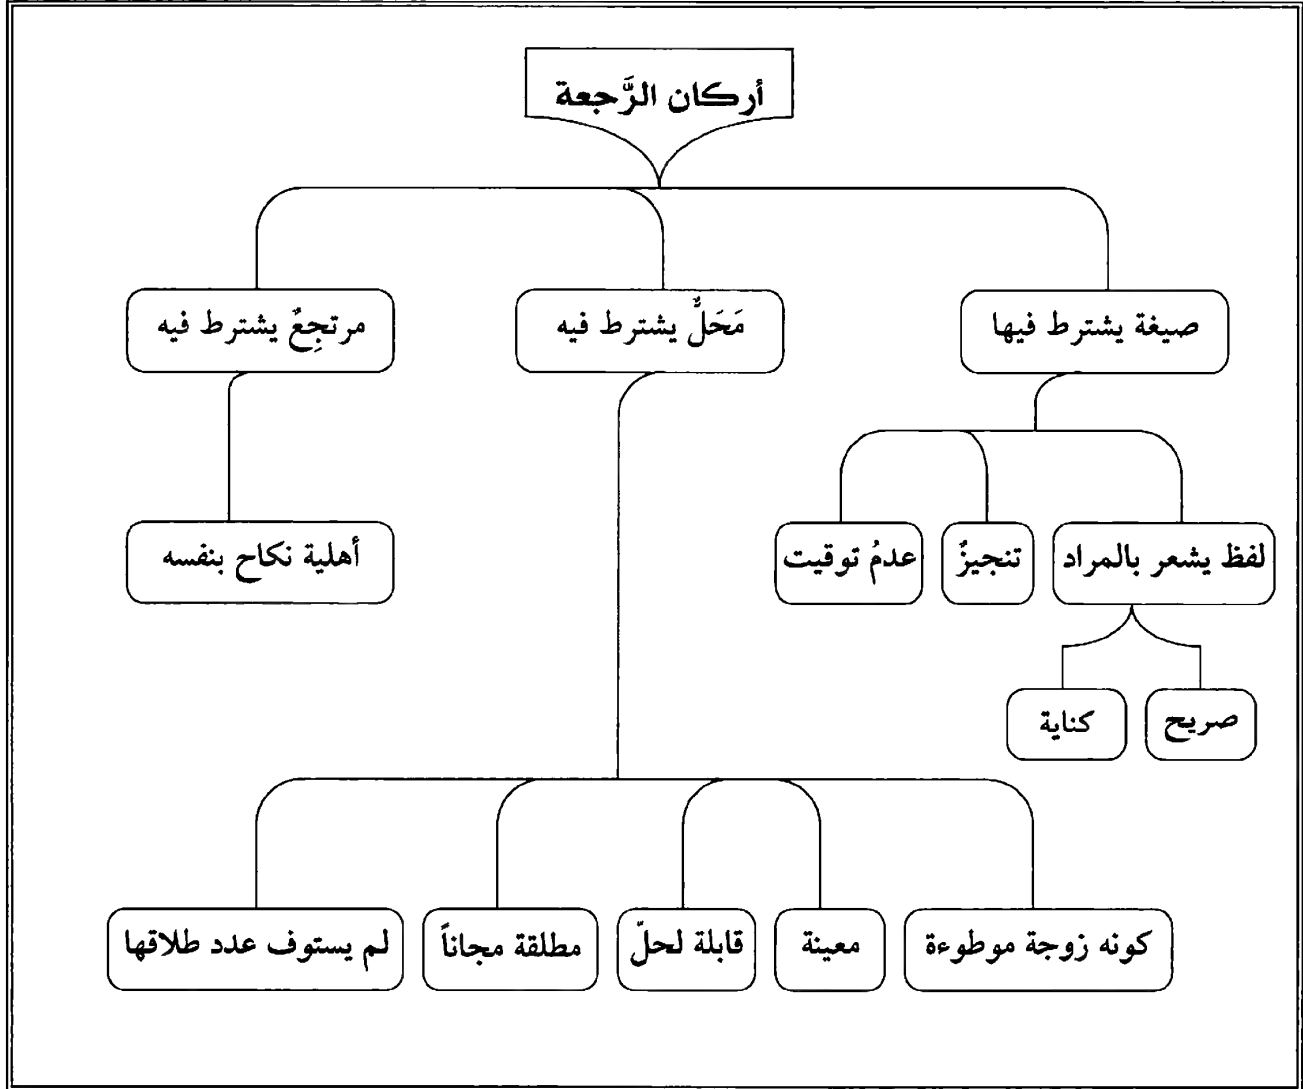 أركان الرَّجعة
صيغة يشترط فيها
مَحَلٌّ يشترط فيه
مرتجِعٌ يشترط فيه
لفظ يشعر بالمراد
تنجيزٌ
عدمُ توقيت
أهلية نكاح بنفسه
صريح
كناية
كونه زوجة موطوءة
معينة
قابلة لحلّ
مطلقة مجاناً
لم يستوف عدد طلاقها